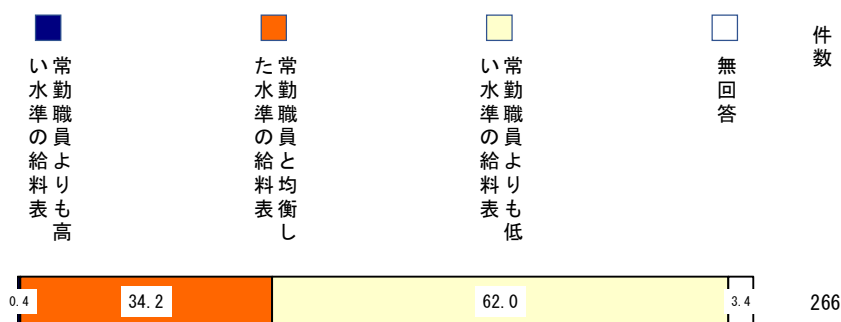 常勤職員よりも高
い水準の給料表
常勤職員と均衡し
た水準の給料表
常勤職員よりも低
い水準の給料表
無回答
件数
0.4
34.2
62.0
3.4
266